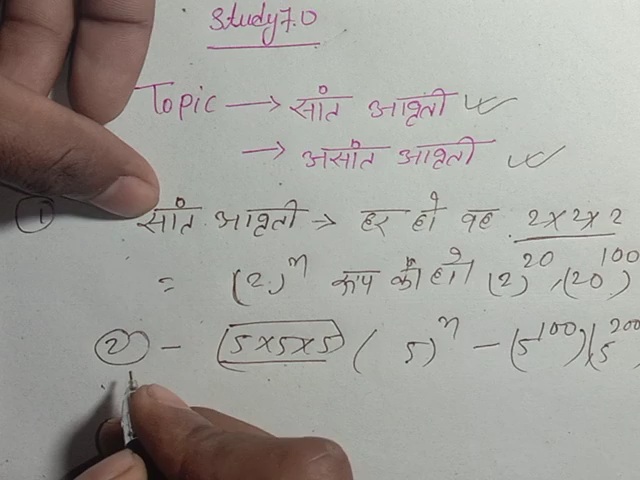 Study7.0
Topic → सांत आवृती
→ असांत आवृती
① सांत आवृती → हर हो वह 2×2×2
= (2)ⁿ रूप की हो (2)²⁰, (20)¹⁰⁰
② - (5×5×5) (5)ⁿ - (5¹⁰⁰)(5²⁰⁰